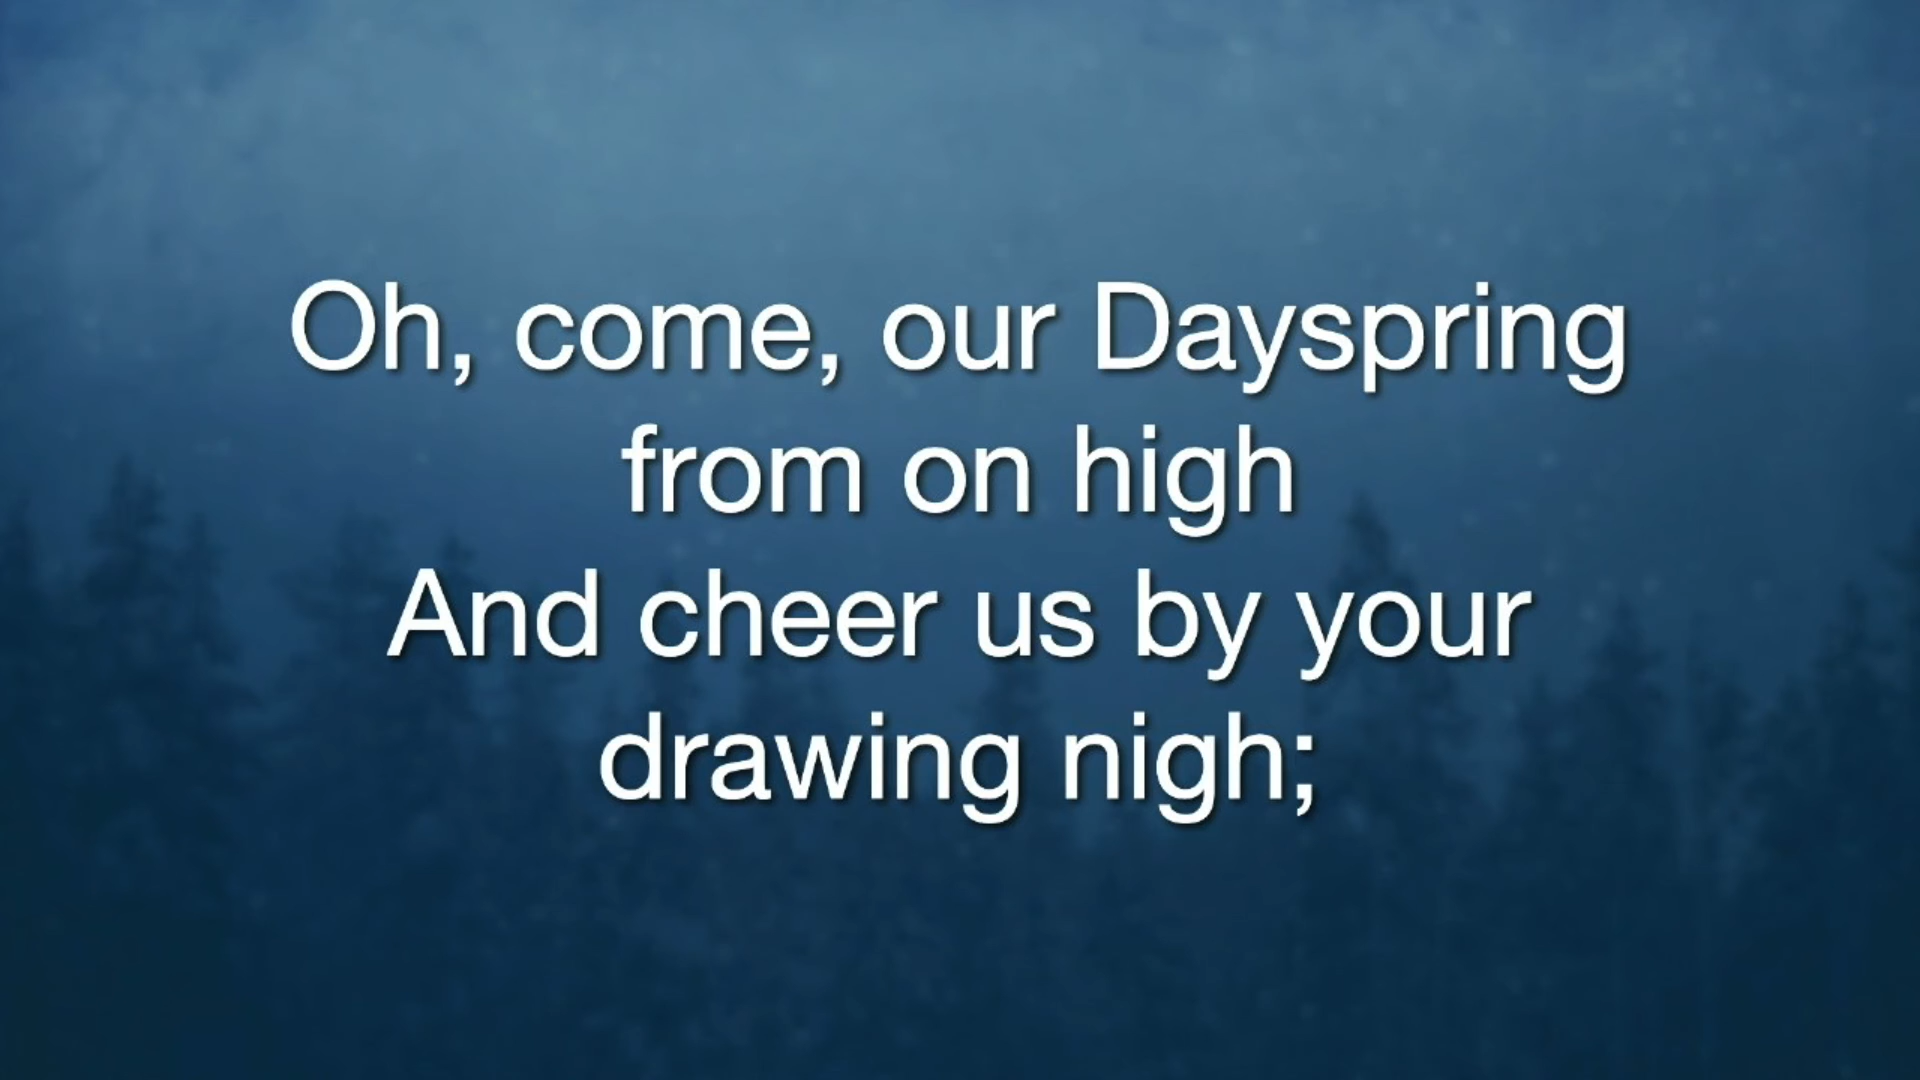 Oh, come, our Dayspring
from on high
And cheer us by your
drawing nigh;